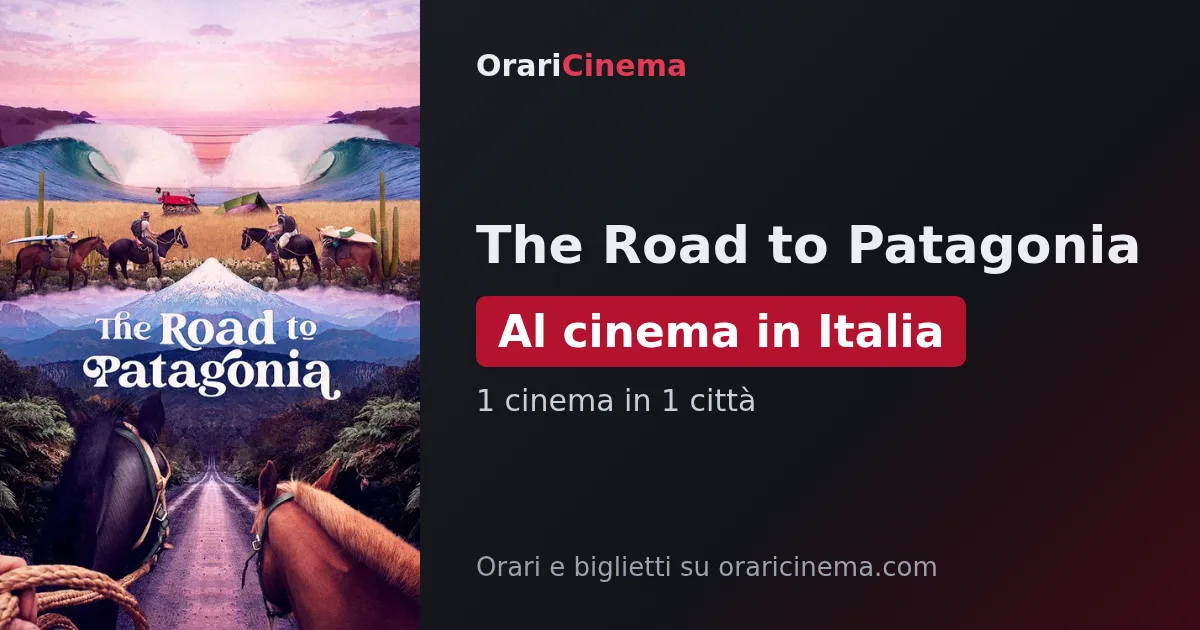 The Road to
Patagonia
OrariCinema
The Road to Patagonia
Al cinema in Italia
1 cinema in 1 città
Orari e biglietti su oraricinema.com